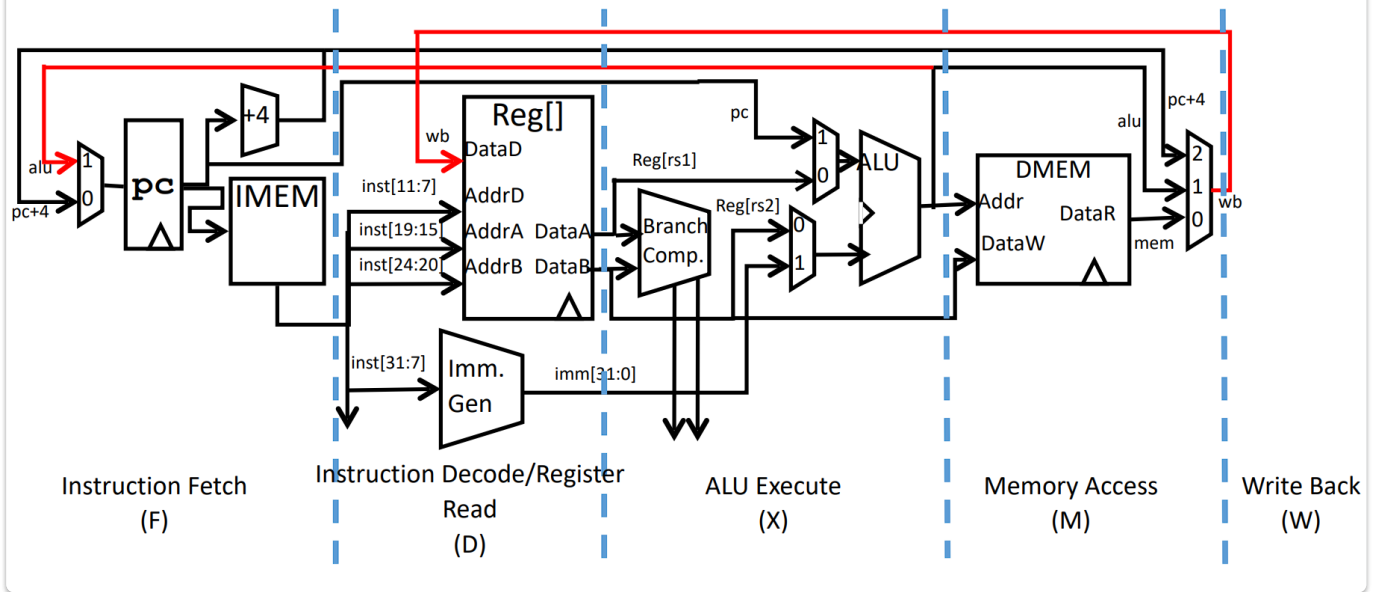 +4
Reg[]
pc
pc+4
1
ALU
DMEM
alu
2
wb
DataD
alu
1
0
pc
IMEM
inst[11:7]
AddrD
Reg[rs1]
0
Addr
DataR
1
wb
pc+4
inst[19:15]
AddrA
DataA
Branch
Comp.
Reg[rs2]
0
DataW
mem
0
inst[24:20]
AddrB
DataB
1
inst[31:7]
Imm.
Gen
imm[31:0]
Instruction Fetch
(F)
Instruction Decode/Register
Read
(D)
ALU Execute
(X)
Memory Access
(M)
Write Back
(W)